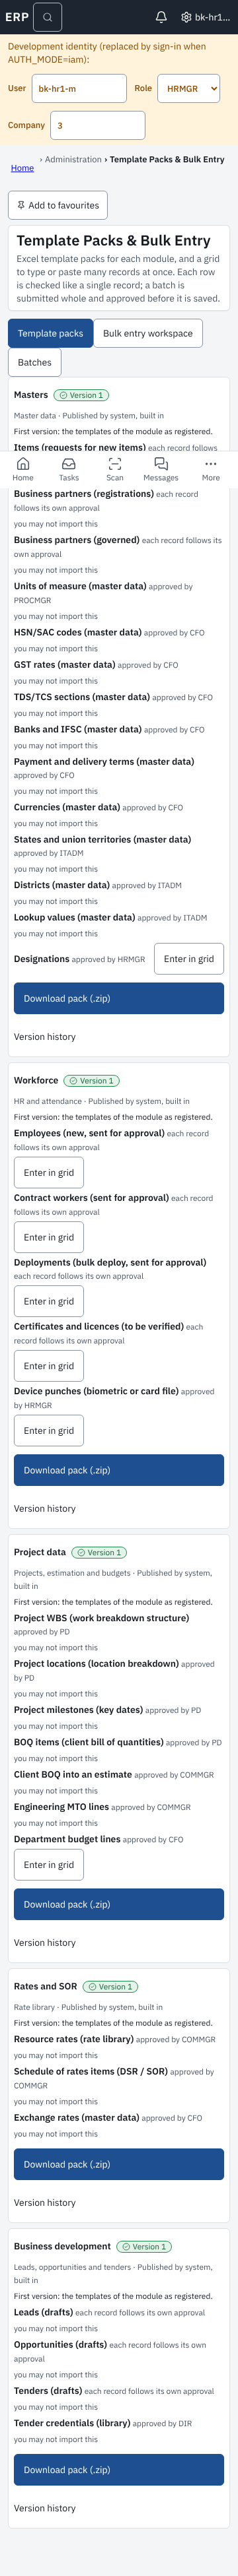 ERP
bk-hr1...
Development identity (replaced by sign-in when
AUTH_MODE=iam):
User bk-hr1-m Role HRMGR
Company 3
Home › Administration › Template Packs & Bulk Entry
Add to favourites
Template Packs & Bulk Entry
Excel template packs for each module, and a grid
to type or paste many records at once. Each row
is checked like a single record; a batch is
submitted whole and approved before it is saved.
Template packs
Bulk entry workspace
Batches
Masters Version 1
Master data · Published by system, built in
First version: the templates of the module as registered.
Items (requests for new items) each record follows
Home Tasks Scan Messages More
Business partners (registrations) each record
follows its own approval
you may not import this
Business partners (governed) each record follows its
own approval
you may not import this
Units of measure (master data) approved by
PROCMGR
you may not import this
HSN/SAC codes (master data) approved by CFO
you may not import this
GST rates (master data) approved by CFO
you may not import this
TDS/TCS sections (master data) approved by CFO
you may not import this
Banks and IFSC (master data) approved by CFO
you may not import this
Payment and delivery terms (master data)
approved by CFO
you may not import this
Currencies (master data) approved by CFO
you may not import this
States and union territories (master data)
approved by ITADM
you may not import this
Districts (master data) approved by ITADM
you may not import this
Lookup values (master data) approved by ITADM
you may not import this
Designations approved by HRMGR Enter in grid
Download pack (.zip)
Version history
Workforce Version 1
HR and attendance · Published by system, built in
First version: the templates of the module as registered.
Employees (new, sent for approval) each record
follows its own approval
Enter in grid
Contract workers (sent for approval) each record
follows its own approval
Enter in grid
Deployments (bulk deploy, sent for approval)
each record follows its own approval
Enter in grid
Certificates and licences (to be verified) each
record follows its own approval
Enter in grid
Device punches (biometric or card file) approved
by HRMGR
Enter in grid
Download pack (.zip)
Version history
Project data Version 1
Projects, estimation and budgets · Published by system,
built in
First version: the templates of the module as registered.
Project WBS (work breakdown structure)
approved by PD
you may not import this
Project locations (location breakdown) approved
by PD
you may not import this
Project milestones (key dates) approved by PD
you may not import this
BOQ items (client bill of quantities) approved by PD
you may not import this
Client BOQ into an estimate approved by COMMGR
you may not import this
Engineering MTO lines approved by COMMGR
you may not import this
Department budget lines approved by CFO
Enter in grid
Download pack (.zip)
Version history
Rates and SOR Version 1
Rate library · Published by system, built in
First version: the templates of the module as registered.
Resource rates (rate library) approved by COMMGR
you may not import this
Schedule of rates items (DSR / SOR) approved by
COMMGR
you may not import this
Exchange rates (master data) approved by CFO
you may not import this
Download pack (.zip)
Version history
Business development Version 1
Leads, opportunities and tenders · Published by system,
built in
First version: the templates of the module as registered.
Leads (drafts) each record follows its own approval
you may not import this
Opportunities (drafts) each record follows its own
approval
you may not import this
Tenders (drafts) each record follows its own approval
you may not import this
Tender credentials (library) approved by DIR
you may not import this
Download pack (.zip)
Version history